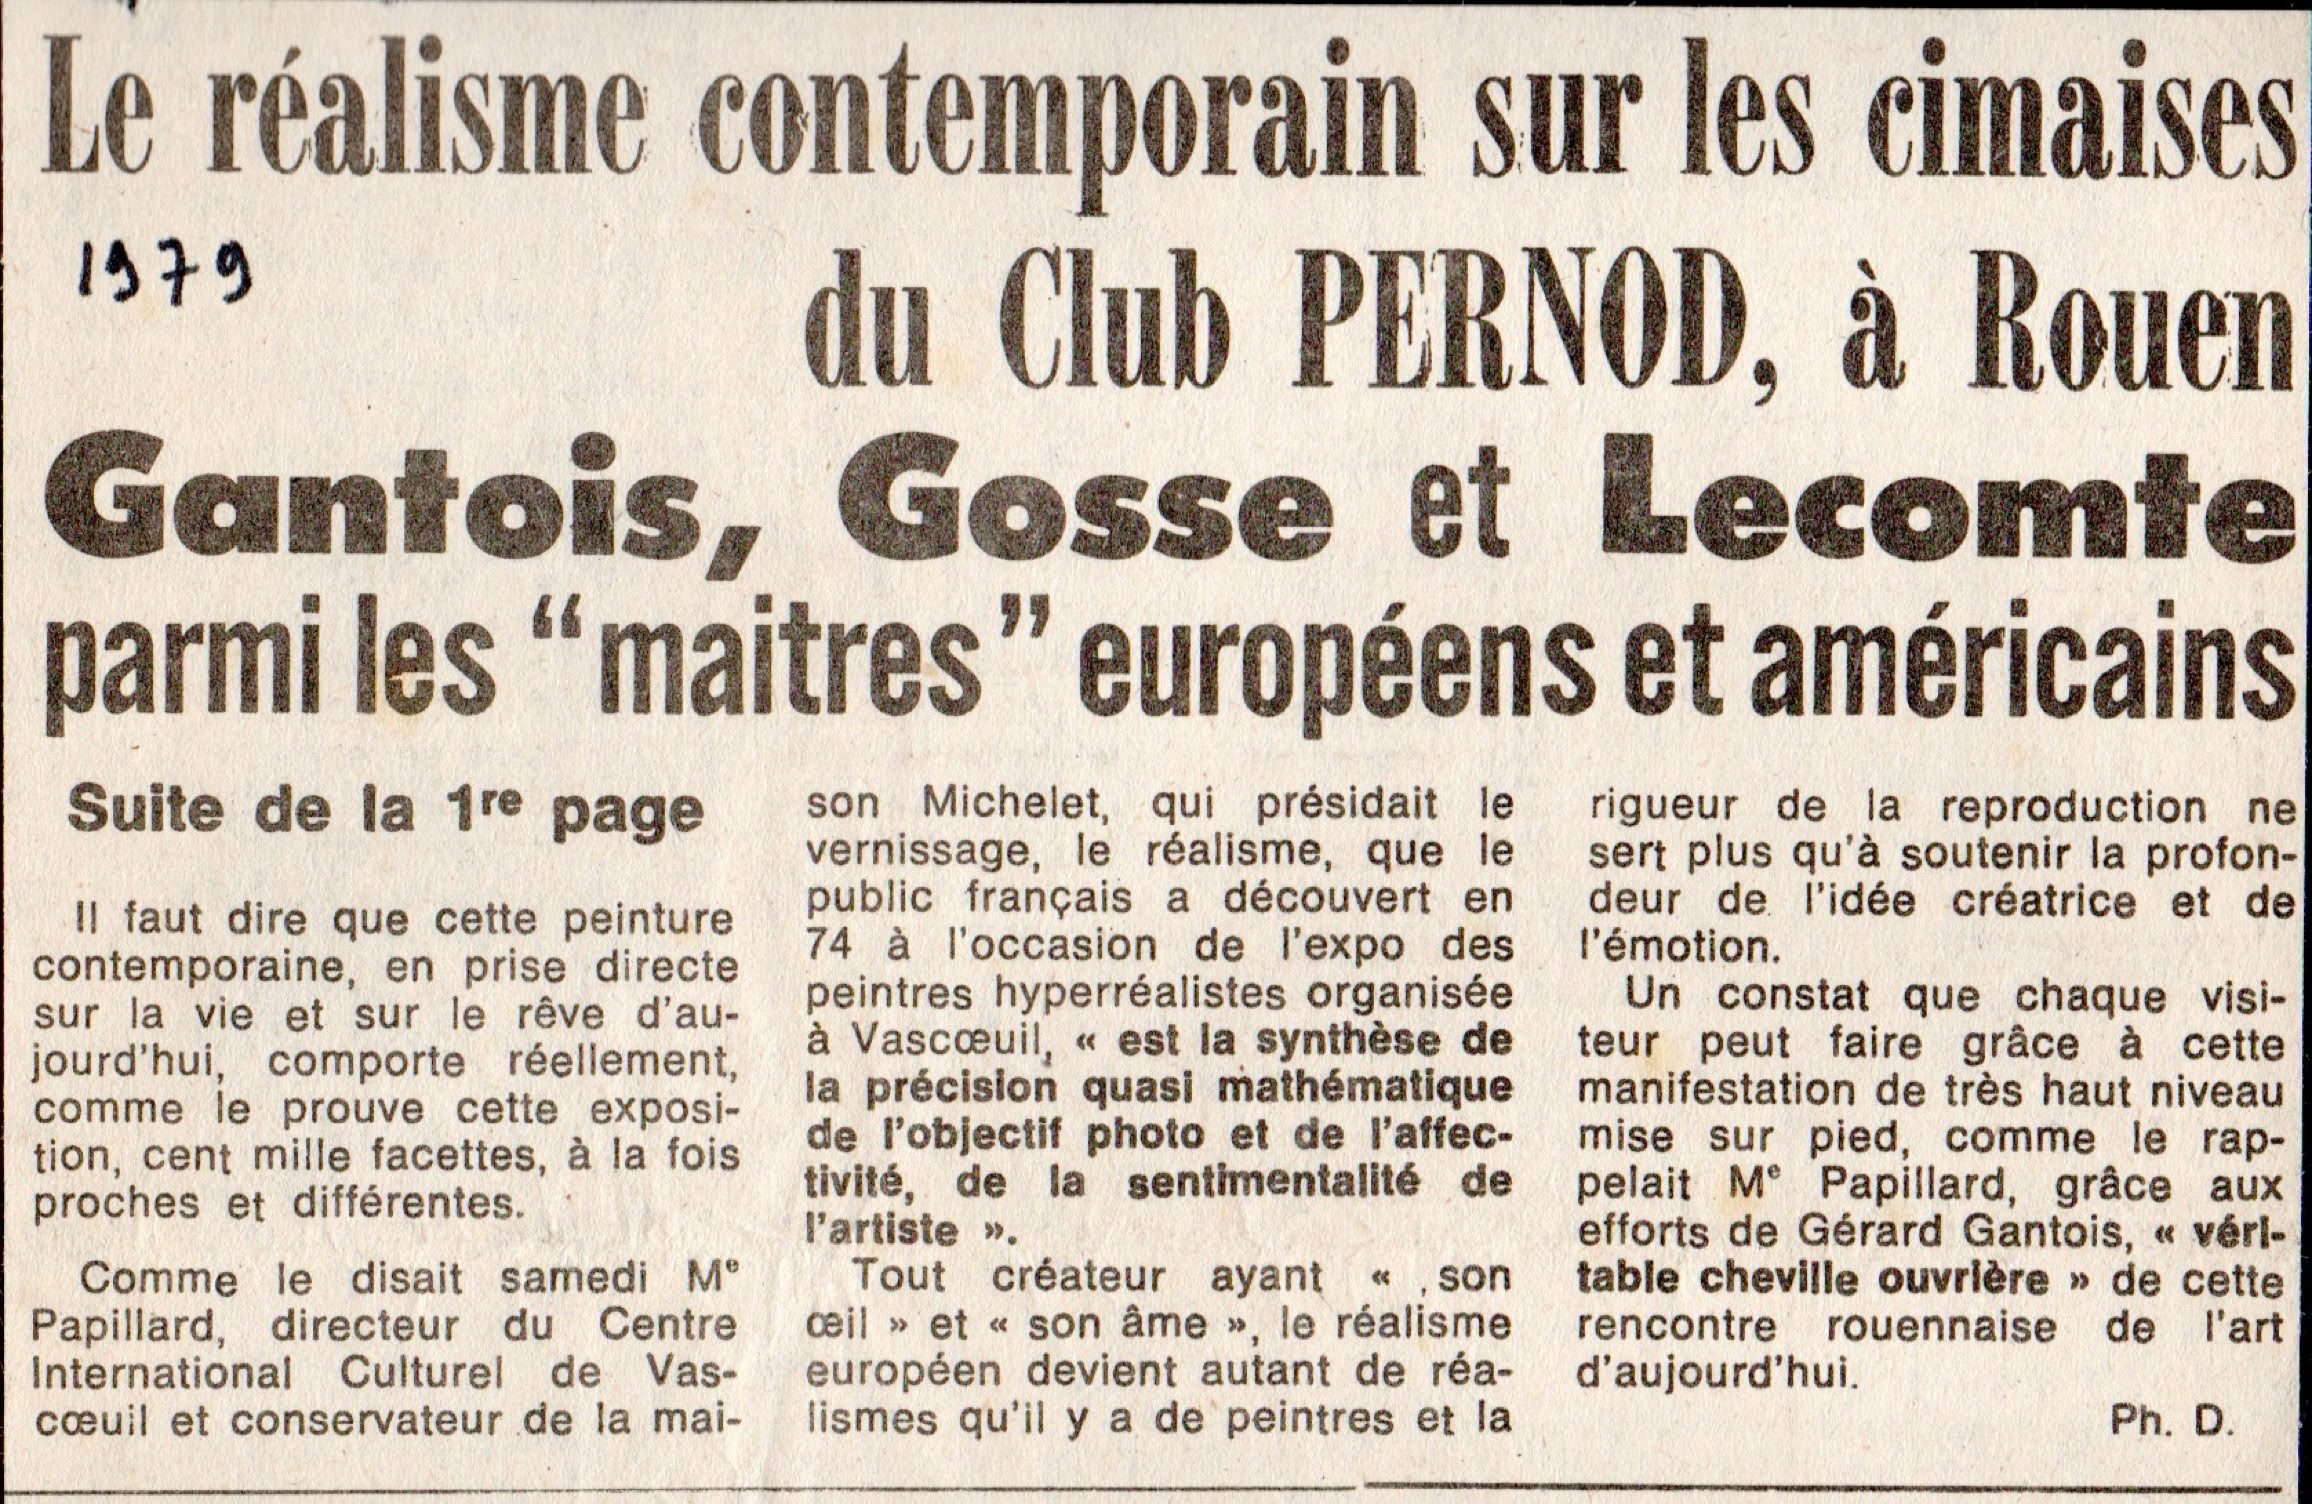 Le réalisme contemporain sur les cimaises
1979
du Club PERNOD, à Rouen
Gantois, Gosse et Lecomte
parmi les “maitres” européens et américains
Suite de la 1re page
Il faut dire que cette peinture
contemporaine, en prise directe
sur la vie et sur le rêve d'au-
jourd'hui, comporte réellement,
comme le prouve cette exposi-
tion, cent mille facettes, à la fois
proches et différentes.
Comme le disait samedi Me
Papillard, directeur du Centre
International Culturel de Vas-
cœuil et conservateur de la mai-
son Michelet, qui présidait le
vernissage, le réalisme, que le
public français a découvert en
74 à l'occasion de l'expo des
peintres hyperréalistes organisée
à Vascœuil, « est la synthèse de
la précision quasi mathématique
de l'objectif photo et de l'affec-
tivité, de la sentimentalité de
l'artiste ».
Tout créateur ayant « son
œil » et « son âme », le réalisme
européen devient autant de réa-
lismes qu'il y a de peintres et la
rigueur de la reproduction ne
sert plus qu'à soutenir la profon-
deur de l'idée créatrice et de
l'émotion.
Un constat que chaque visi-
teur peut faire grâce à cette
manifestation de très haut niveau
mise sur pied, comme le rap-
pelait Me Papillard, grâce aux
efforts de Gérard Gantois, « véri-
table cheville ouvrière » de cette
rencontre rouennaise de l'art
d'aujourd'hui.
Ph. D.